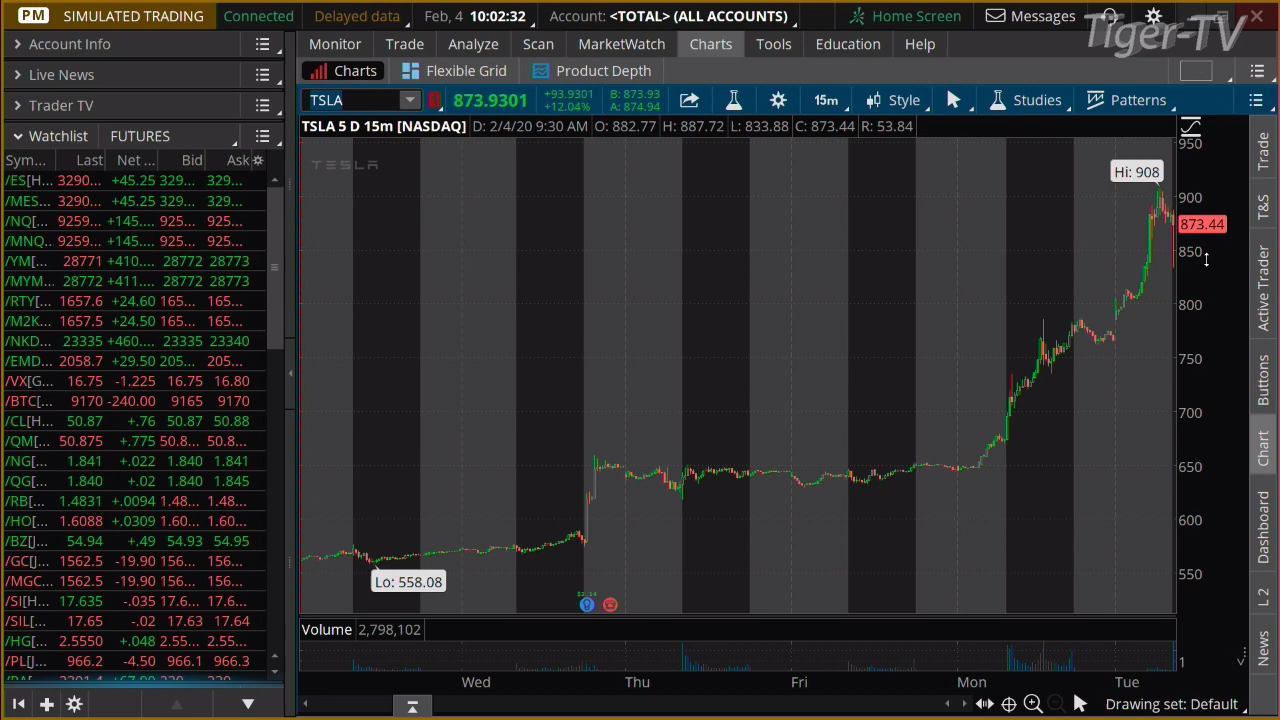 PM SIMULATED TRADING Connected Delayed data Feb, 4 10:02:32 Account: <TOTAL> (ALL ACCOUNTS) Home Screen Messages
Tiger-TV
Account Info
Live News
Trader TV
Watchlist FUTURES
Sym... Last Net ... Bid Ask
/ES[H... 3290... +45.25 329... 329...
/MES... 3290... +45.25 329... 329...
/NQ[... 9259... +145.... 925... 925...
/MNQ... 9259... +145.... 925... 925...
/YM[... 28771 +410.... 28772 28773
/MYM... 28772 +411.... 28772 28773
/RTY[... 1657.6 +24.60 165... 165...
/M2K... 1657.5 +24.50 165... 165...
/NKD... 23335 +460.... 23335 23340
/EMD... 2058.7 +29.50 205... 205...
/VX[G... 16.75 -1.225 16.75 16.80
/BTC[... 9170 -240.00 9165 9170
/CL[H... 50.87 +.76 50.87 50.88
/QM[... 50.875 +.775 50.8... 50.8...
/NG[... 1.841 +.022 1.840 1.841
/QG[... 1.840 +.02 1.840 1.845
/RB[... 1.4831 +.0094 1.48... 1.48...
/HO[... 1.6088 +.0309 1.60... 1.60...
/BZ[J... 54.94 +.49 54.93 54.95
/GC[J... 1562.5 -19.90 156... 156...
/MGC... 1562.5 -19.90 156... 156...
/SI[H... 17.635 -.035 17.6... 17.6...
/SIL[... 17.65 -.02 17.63 17.64
/HG[... 2.5550 +.048 2.55... 2.55...
/PL[J... 966.2 -4.50 966.1 966.3
Monitor Trade Analyze Scan MarketWatch Charts Tools Education Help
Charts Flexible Grid Product Depth
TSLA 873.9301 +93.9301 B: 873.93 15m Style Studies Patterns
+12.04% A: 874.94
TSLA 5 D 15m [NASDAQ] D: 2/4/20 9:30 AM O: 882.77 H: 887.72 L: 833.88 C: 873.44 R: 53.84
TESLA
Hi: 908
950
900
873.44
850
800
750
700
650
600
550
Lo: 558.08
$2.14
Volume 2,798,102
1
Wed Thu Fri Mon Tue
Drawing set: Default
Trade
T&S
Active Trader
Buttons
Chart
Dashboard
L 2
News